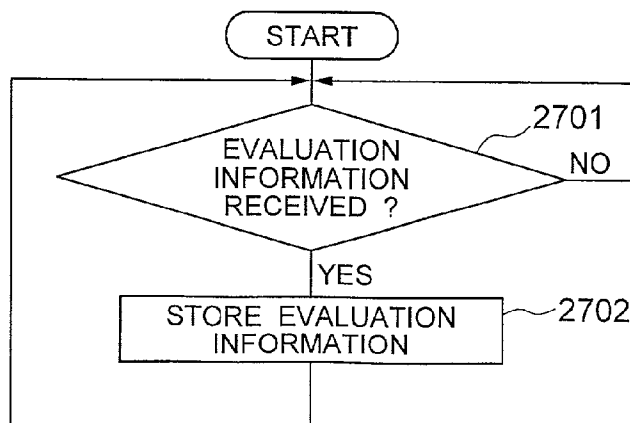 START
EVALUATION
INFORMATION
RECEIVED ?
2701
NO
YES
STORE EVALUATION
INFORMATION
2702